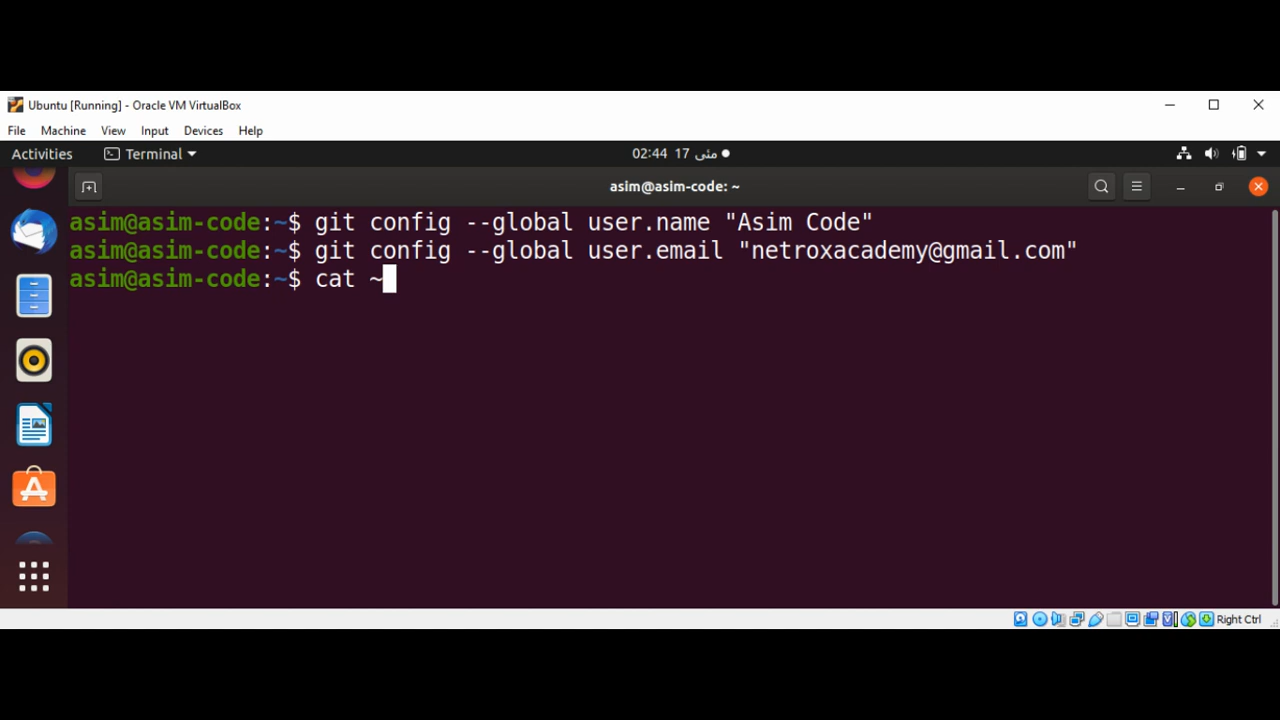 Ubuntu [Running] - Oracle VM VirtualBox
File Machine View Input Devices Help
Activities Terminal 02:44 17 مئی
asim@asim-code: ~
asim@asim-code:~$ git config --global user.name "Asim Code"
asim@asim-code:~$ git config --global user.email "netroxacademy@gmail.com"
asim@asim-code:~$ cat ~
Right Ctrl